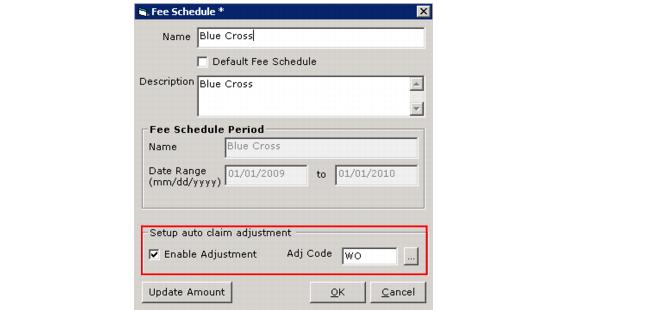 Fee Schedule *
Name Blue Cross
Default Fee Schedule
Description Blue Cross
Fee Schedule Period
Name Blue Cross
Date Range
(mm/dd/yyyy) 01/01/2009 to 01/01/2010
Setup auto claim adjustment
Enable Adjustment Adj Code WO ...
Update Amount OK Cancel